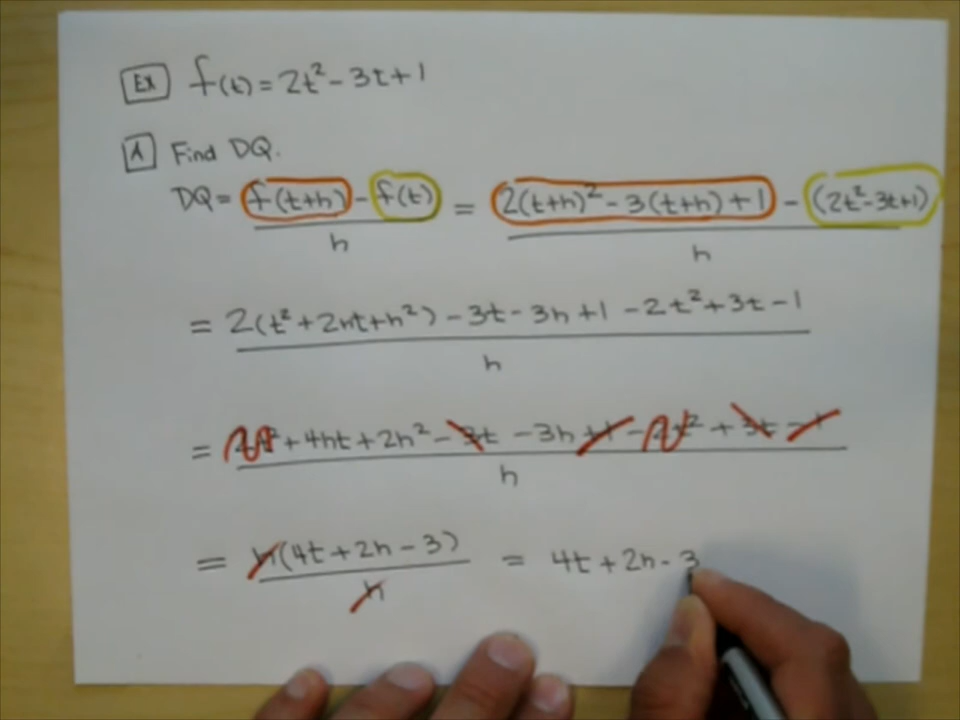 Ex f(t) = 2t² - 3t + 1
A Find DQ.
DQ = f(t+h) - f(t) / h = 2(t+h)² - 3(t+h) + 1 - (2t² - 3t + 1) / h
= 2(t² + 2ht + h²) - 3t - 3h + 1 - 2t² + 3t - 1 / h
= 2t² + 4ht + 2h² - 3t - 3h + 1 - 2t² + 3t - 1 / h
= h(4t + 2h - 3) / h = 4t + 2h - 3